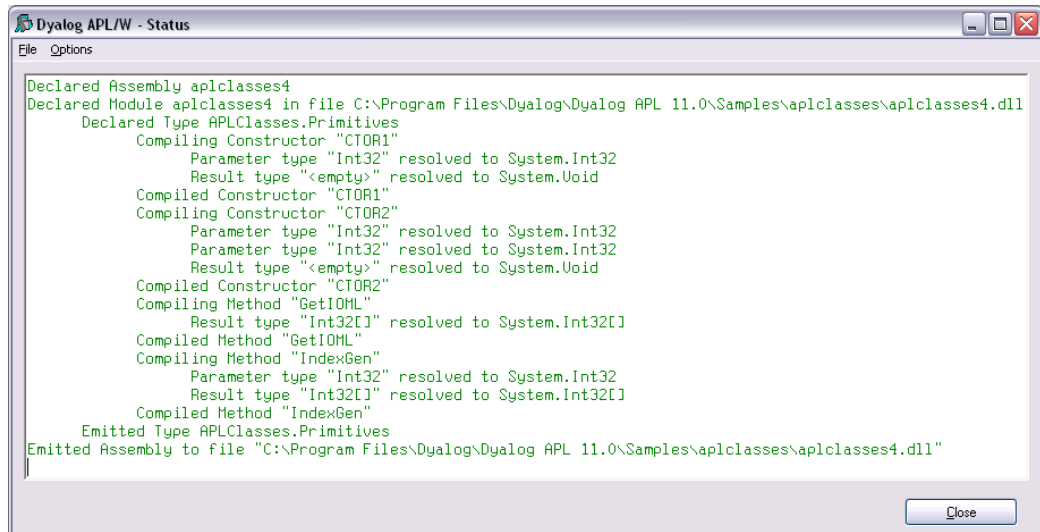 Dyalog APL/W - Status
File Options
Declared Assembly aplclasses4
Declared Module aplclasses4 in file C:\Program Files\Dyalog\Dyalog APL 11.0\Samples\aplclasses\aplclasses4.dll
Declared Type APLClasses.Primitives
Compiling Constructor "CTOR1"
Parameter type "Int32" resolved to System.Int32
Result type "<empty>" resolved to System.Void
Compiled Constructor "CTOR1"
Compiling Constructor "CTOR2"
Parameter type "Int32" resolved to System.Int32
Parameter type "Int32" resolved to System.Int32
Result type "<empty>" resolved to System.Void
Compiled Constructor "CTOR2"
Compiling Method "GetIOML"
Result type "Int32[]" resolved to System.Int32[]
Compiled Method "GetIOML"
Compiling Method "IndexGen"
Parameter type "Int32" resolved to System.Int32
Result type "Int32[]" resolved to System.Int32[]
Compiled Method "IndexGen"
Emitted Type APLClasses.Primitives
Emitted Assembly to file "C:\Program Files\Dyalog\Dyalog APL 11.0\Samples\aplclasses\aplclasses4.dll"
Close